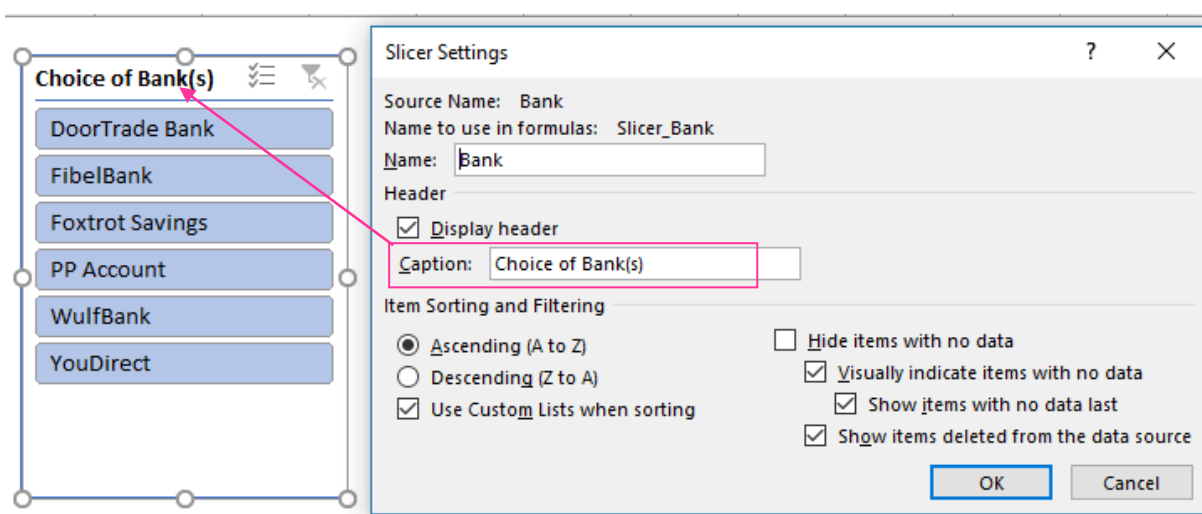 Choice of Bank(s)
DoorTrade Bank
FibelBank
Foxtrot Savings
PP Account
WulfBank
YouDirect
Slicer Settings ?
Source Name: Bank
Name to use in formulas: Slicer_Bank
Name: Bank
Header
Display header
Caption: Choice of Bank(s)
Item Sorting and Filtering
Ascending (A to Z)
Descending (Z to A)
Use Custom Lists when sorting
Hide items with no data
Visually indicate items with no data
Show items with no data last
Show items deleted from the data source
OK
Cancel